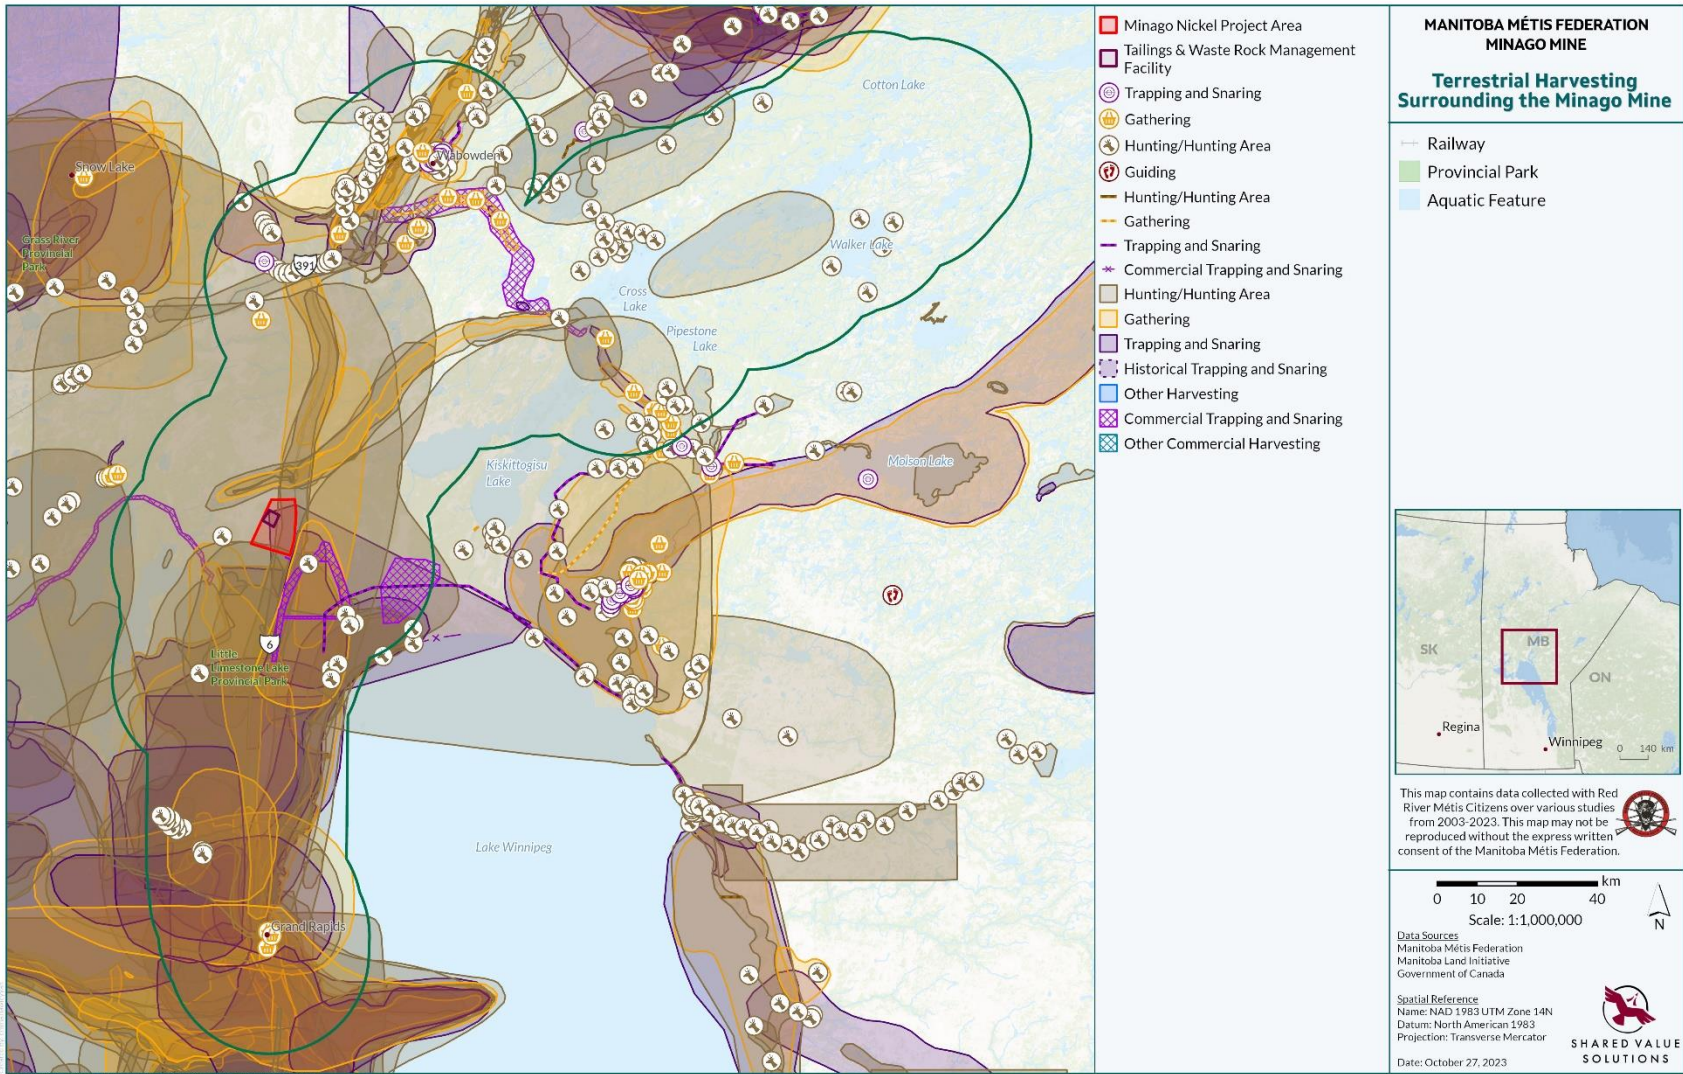 Cotton Lake
Wabowden
Snow Lake
Grass River
Provincial
Park
391
Walker Lake
Cross
Lake
Pipestone
Lake
Kiskittogisu
Lake
Molson Lake
6
Little
Limestone Lake
Provincial Park
Lake Winnipeg
Grand Rapids
Minago Nickel Project Area
Tailings & Waste Rock Management
Facility
Trapping and Snaring
Gathering
Hunting/Hunting Area
Guiding
Hunting/Hunting Area
Gathering
Trapping and Snaring
Commercial Trapping and Snaring
Hunting/Hunting Area
Gathering
Trapping and Snaring
Historical Trapping and Snaring
Other Harvesting
Commercial Trapping and Snaring
Other Commercial Harvesting
MANITOBA MÉTIS FEDERATION
MINAGO MINE
Terrestrial Harvesting
Surrounding the Minago Mine
Railway
Provincial Park
Aquatic Feature
SK
MB
ON
Regina
Winnipeg
0 140 km
This map contains data collected with Red
River Métis Citizens over various studies
from 2003-2023. This map may not be
reproduced without the express written
consent of the Manitoba Métis Federation.
km
0 10 20 40
Scale: 1:1,000,000
N
Data Sources
Manitoba Métis Federation
Manitoba Land Initiative
Government of Canada
Spatial Reference
Name: NAD 1983 UTM Zone 14N
Datum: North American 1983
Projection: Transverse Mercator
Date: October 27, 2023
SHARED VALUE
SOLUTIONS